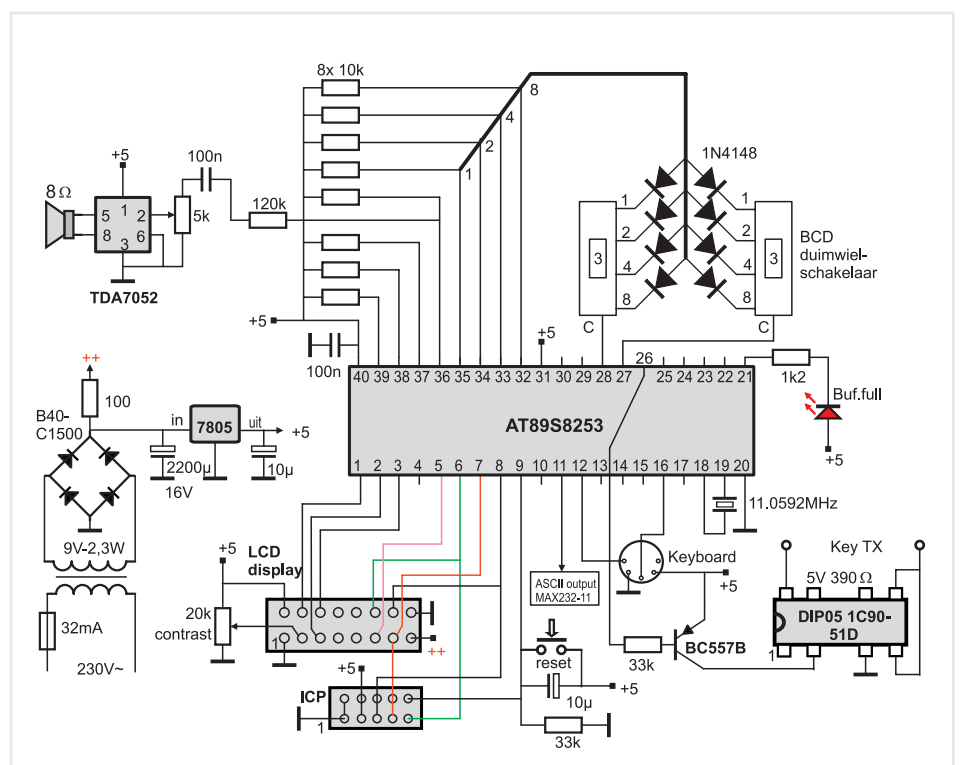 8x 10k
8
4
2
1
+5
100n
8 Ω
5 1 2
8 3 6
5k
120k
TDA7052
+5
100n
1N4148
1 1
2 2
4 4
8 8
3 3
C C
BCD
duimwiel-
schakelaar
+5
40 39 38 37 36 35 34 33 32 31 30 29 28 27 26 25 24 23 22 21
AT89S8253
1 2 3 4 5 6 7 8 9 10 11 12 13 14 15 16 17 18 19 20
1k2
Buf.full
+5
++
100
B40-
C1500
in 7805 uit
+5
2200µ
16V
10µ
9V-2,3W
32mA
230V~
11.0592MHz
LCD
display
+5
20k
contrast
1
++
ICP
+5
1
ASCII output
MAX232-11
Keyboard
+5
reset
10µ
+5
33k
33k
BC557B
Key TX
5V 390 Ω
DIP05 1C90-
51D
1